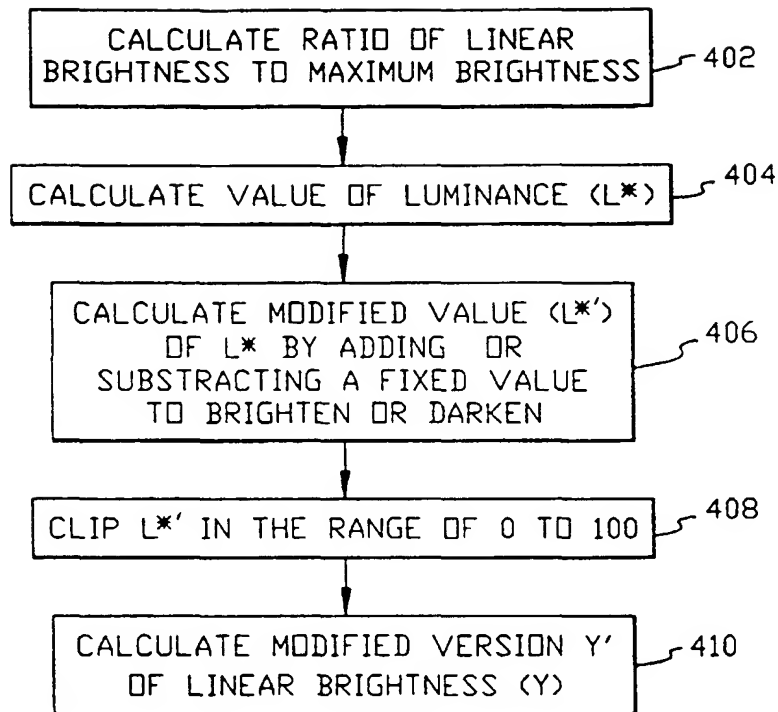 CALCULATE RATIO OF LINEAR
BRIGHTNESS TO MAXIMUM BRIGHTNESS
402
CALCULATE VALUE OF LUMINANCE (L*)
404
CALCULATE MODIFIED VALUE (L*')
OF L* BY ADDING OR
SUBSTRACTING A FIXED VALUE
TO BRIGHTEN OR DARKEN
406
CLIP L*' IN THE RANGE OF 0 TO 100
408
CALCULATE MODIFIED VERSION Y'
OF LINEAR BRIGHTNESS (Y)
410